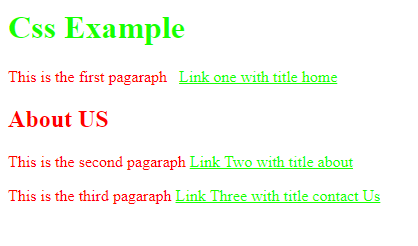 Css Example
This is the first pagaraph Link one with title home
About US
This is the second pagaraph Link Two with title about
This is the third pagaraph Link Three with title contact Us